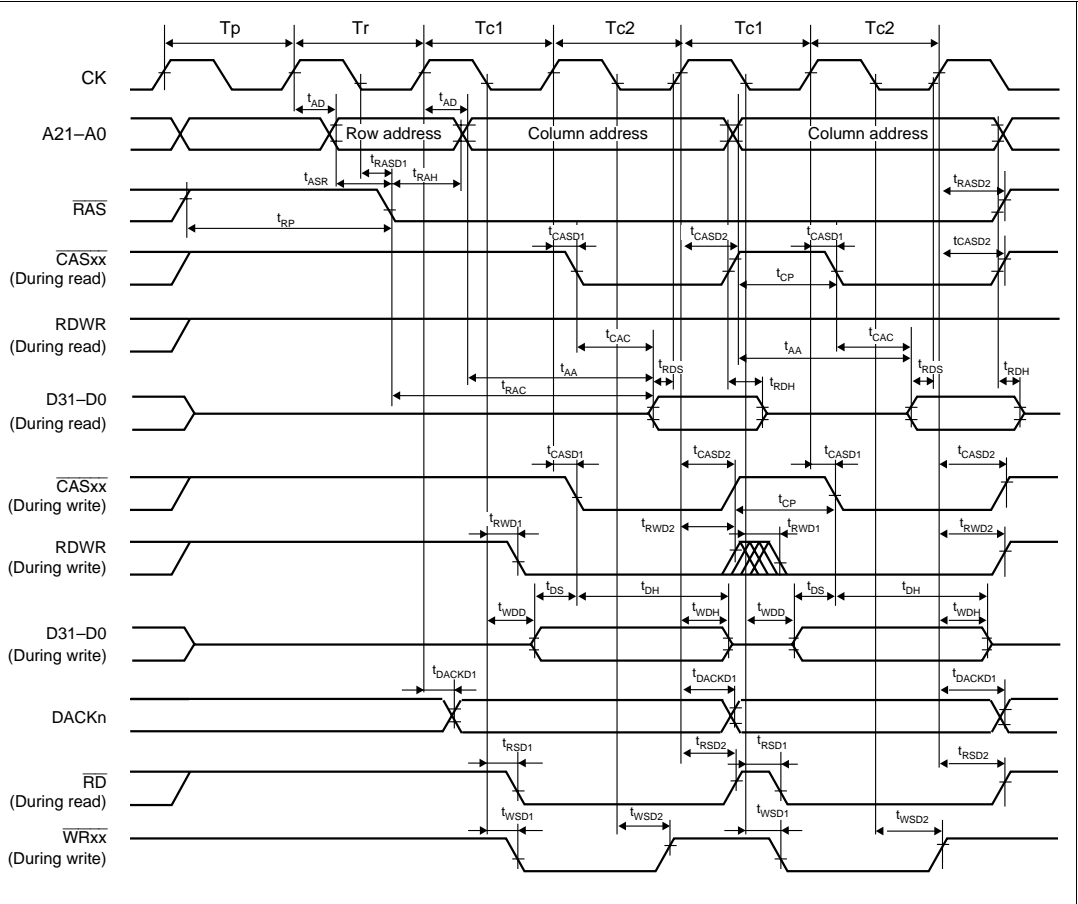 Tp Tr Tc1 Tc2 Tc1 Tc2
CK
tAD tAD
A21–A0 Row address Column address Column address
tRASD1
tASR tRAH tRASD2
RAS
tRP
tCASD1 tCASD2 tCASD1 tCASD2
CASxx
(During read)
tCP
RDWR
(During read)
tCAC tCAC
tAA tAA
tRDS tRDS
tRAC tRDH tRDH
D31–D0
(During read)
tCASD1 tCASD2 tCASD1 tCASD2
CASxx
(During write)
tCP
tRWD1 tRWD2 tRWD1 tRWD2
RDWR
(During write)
tDS tDH tDS tDH
tWDD tWDH tWDD tWDH
D31–D0
(During write)
tDACKD1 tDACKD1 tDACKD1
DACKn
tRSD1 tRSD2 tRSD1 tRSD2
RD
(During read)
tWSD1 tWSD2 tWSD1 tWSD2
WRxx
(During write)